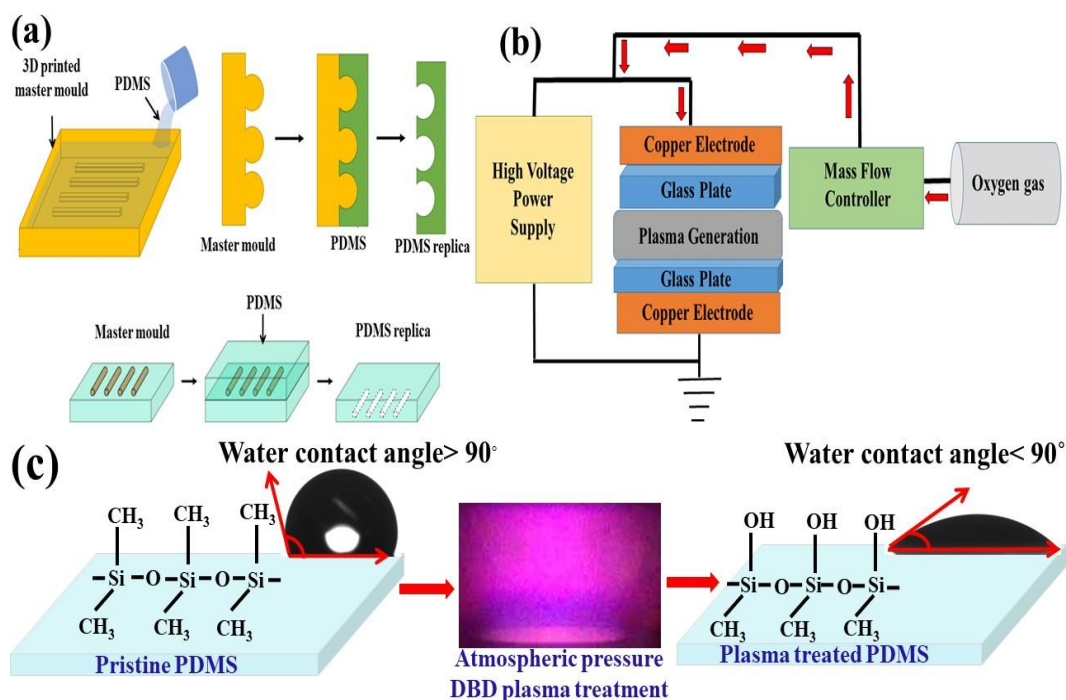 (a)
3D printed
master mould
PDMS
Master mould
PDMS
PDMS replica
PDMS
Master mould
PDMS replica
(b)
High Voltage
Power
Supply
Copper Electrode
Glass Plate
Plasma Generation
Glass Plate
Copper Electrode
Mass Flow
Controller
Oxygen gas
(c)
Water contact angle> 90°
CH3 CH3 CH3
Si O Si O Si
CH3 CH3 CH3
Pristine PDMS
Atmospheric pressure
DBD plasma treatment
Water contact angle< 90°
OH OH OH
Si O Si O Si
CH3 CH3 CH3
Plasma treated PDMS